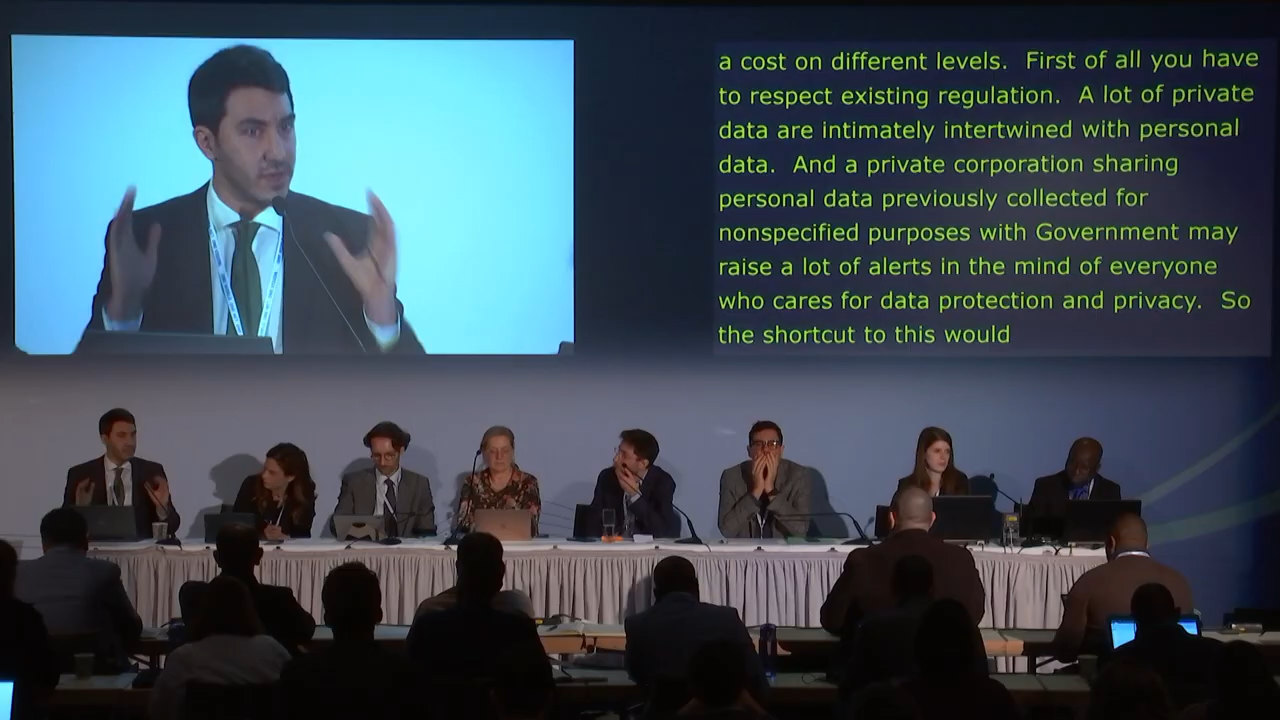 a cost on different levels.  First of all you have
to respect existing regulation.  A lot of private
data are intimately intertwined with personal
data.  And a private corporation sharing
personal data previously collected for
nonspecified purposes with Government may
raise a lot of alerts in the mind of everyone
who cares for data protection and privacy.  So
the shortcut to this would